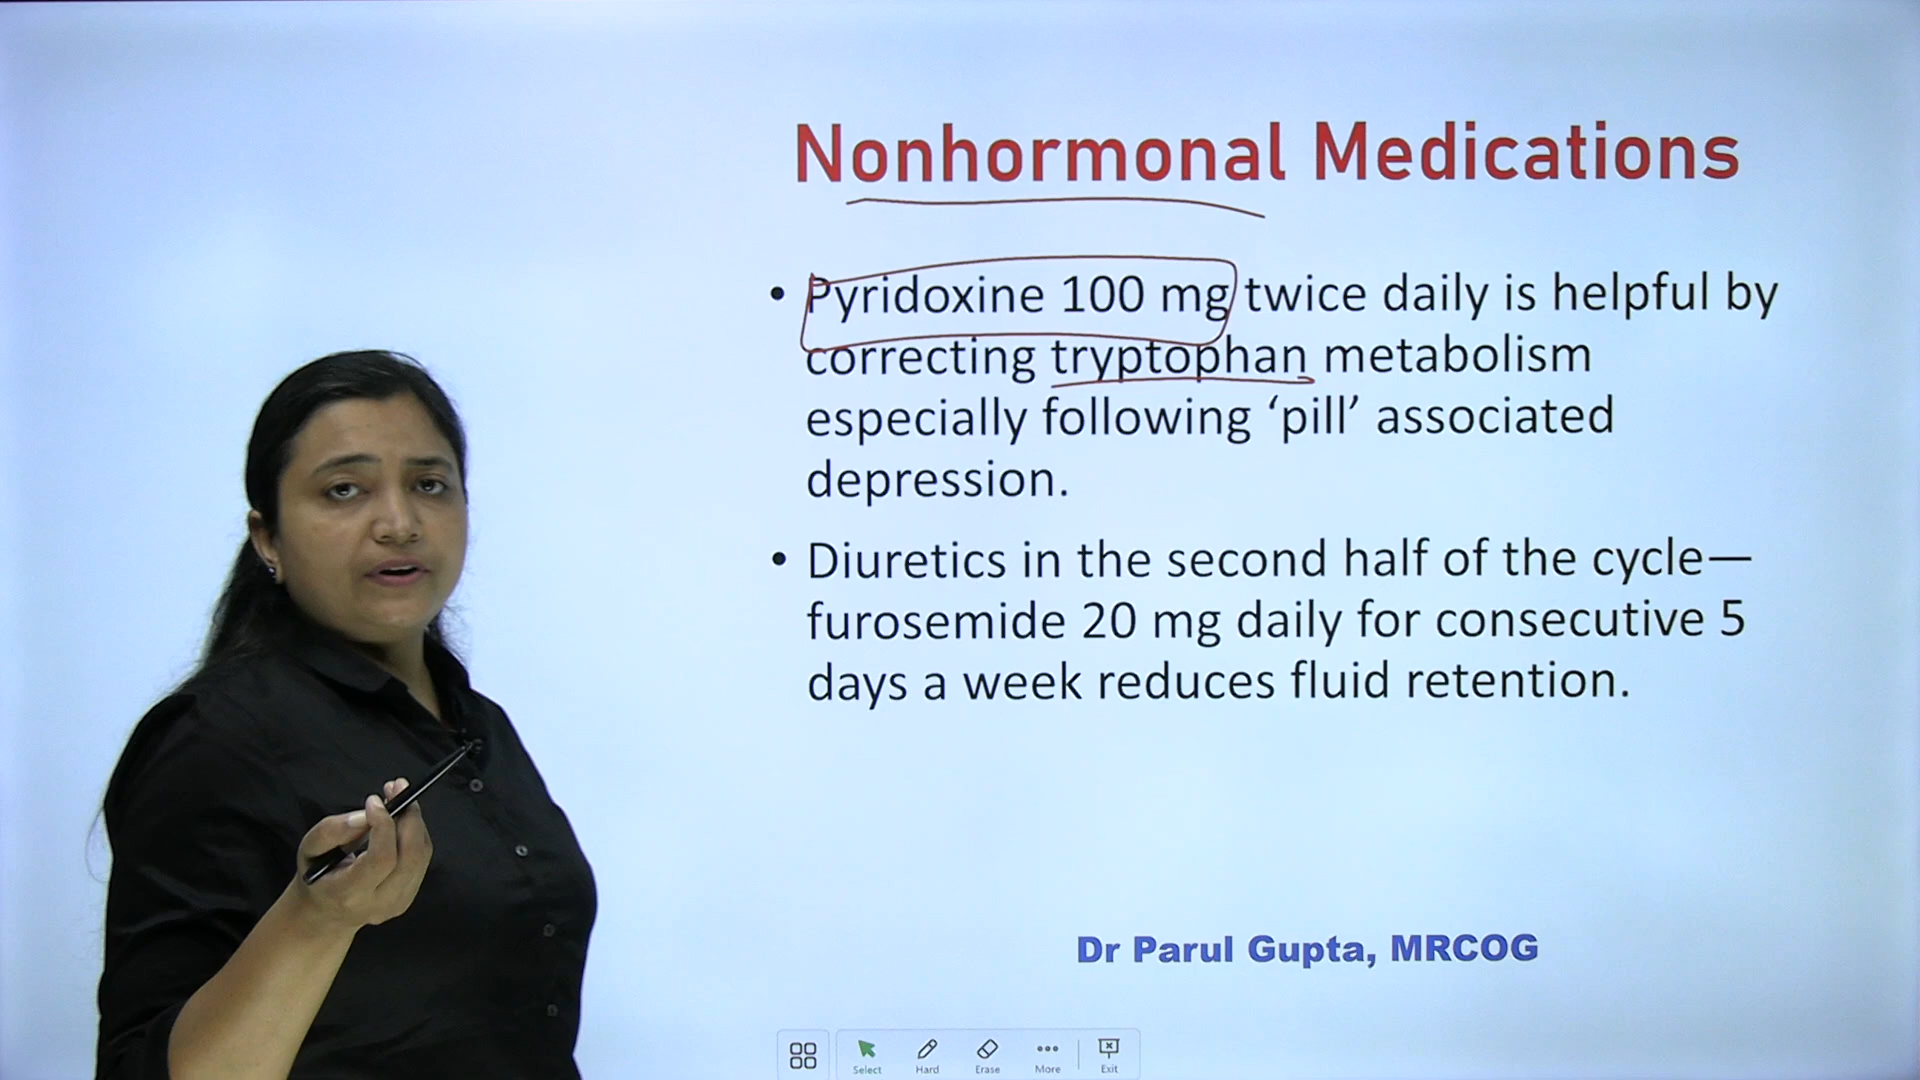 Nonhormonal Medications
• Pyridoxine 100 mg twice daily is helpful by
correcting tryptophan metabolism
especially following ‘pill’ associated
depression.
• Diuretics in the second half of the cycle—
furosemide 20 mg daily for consecutive 5
days a week reduces fluid retention.
Dr Parul Gupta, MRCOG
Select Hard Erase More Exit